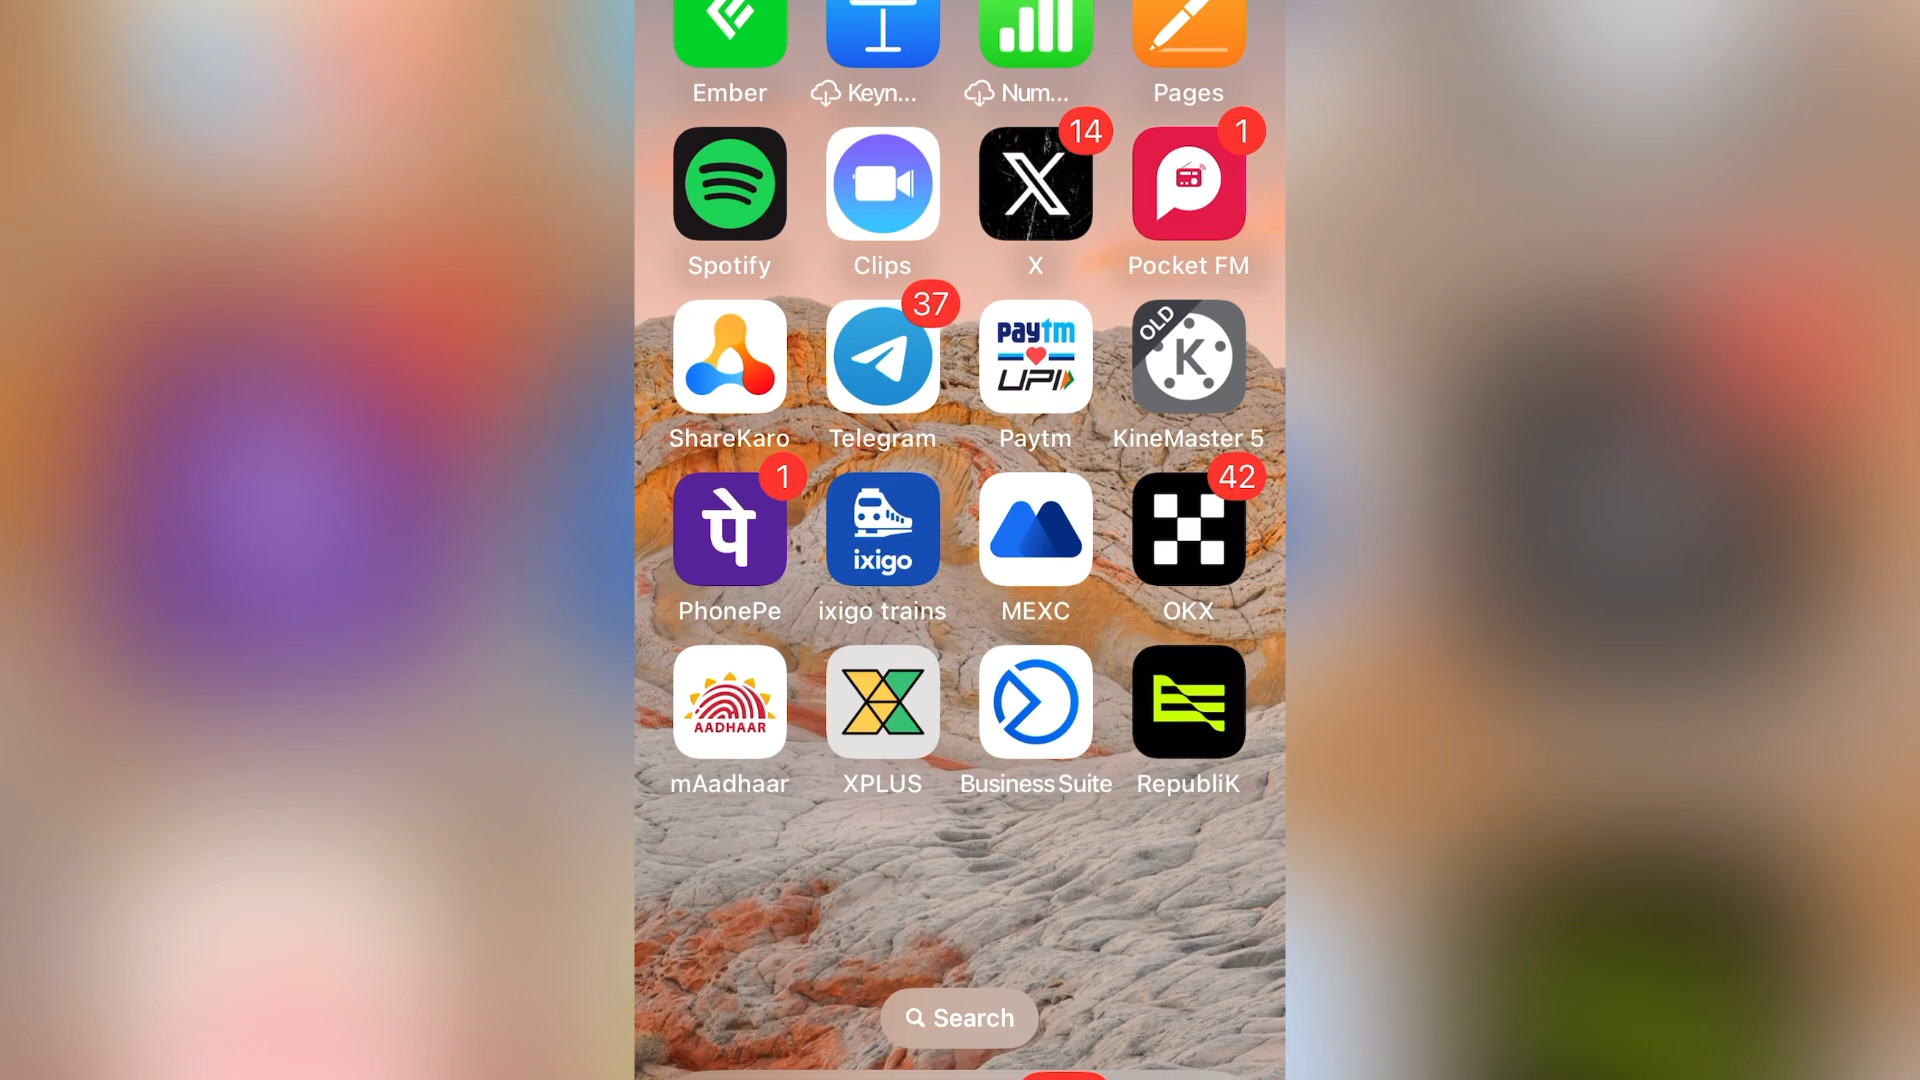 Ember Keyn... Num... Pages
14 1
Spotify Clips X Pocket FM
37
paytm
UPI
OLD
K
ShareKaro Telegram Paytm KineMaster 5
1 42
पे
ixigo
PhonePe ixigo trains MEXC OKX
AADHAAR
mAadhaar XPLUS Business Suite RepubliK
Search